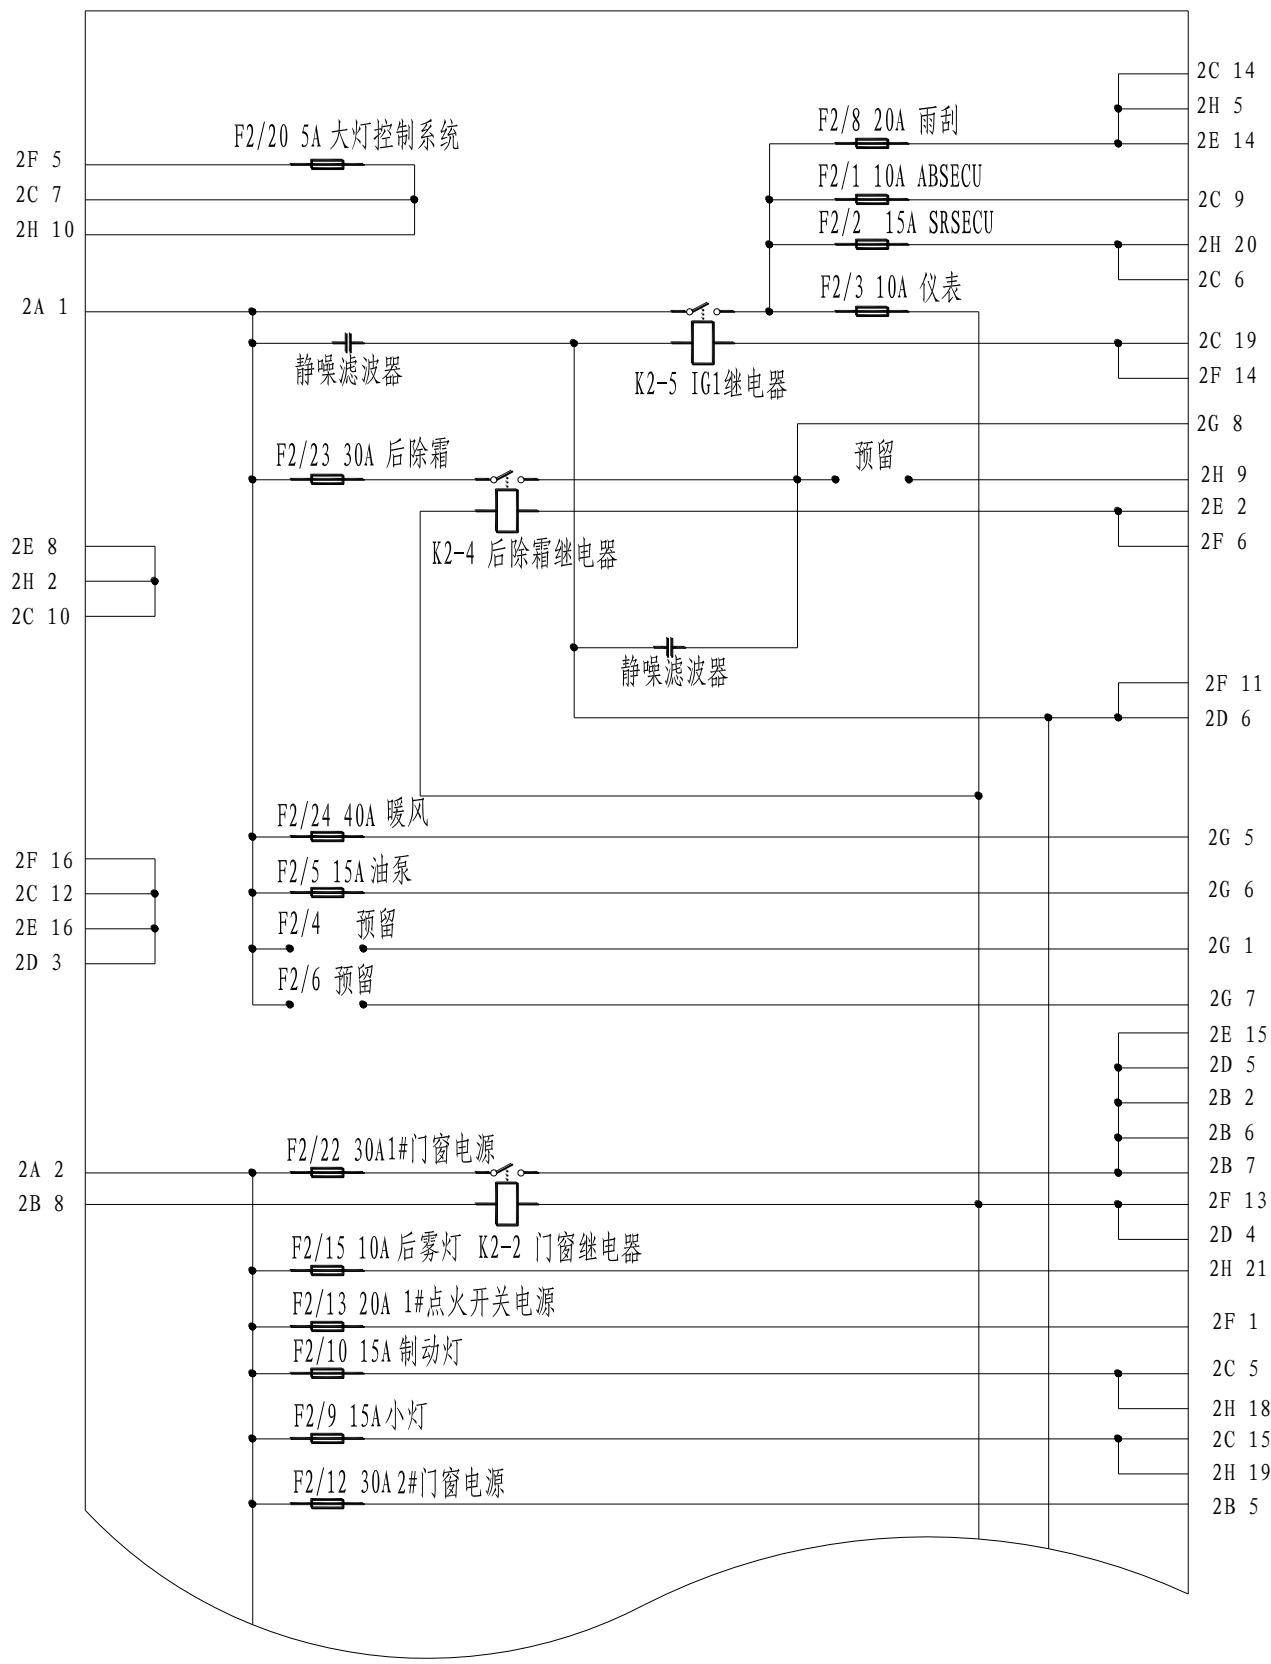 2C 14
2H 5
F2/8 20A 雨刮
F2/20 5A 大灯控制系统
2E 14
2F 5
F2/1 10A ABSECU
2C 7
2C 9
F2/2 15A SRSECU
2H 10
2H 20
2C 6
F2/3 10A 仪表
2A 1
2C 19
静噪滤波器
K2-5 IG1继电器
2F 14
2G 8
F2/23 30A 后除霜
预留
2H 9
2E 2
2E 8
K2-4 后除霜继电器
2F 6
2H 2
2C 10
静噪滤波器
2F 11
2D 6
F2/24 40A 暖风
2G 5
2F 16
F2/5 15A 油泵
2C 12
2G 6
F2/4 预留
2E 16
2G 1
2D 3
F2/6 预留
2G 7
2E 15
2D 5
2B 2
2B 6
F2/22 30A1#门窗电源
2A 2
2B 7
2B 8
2F 13
2D 4
F2/15 10A 后雾灯
K2-2 门窗继电器
2H 21
F2/13 20A 1#点火开关电源
2F 1
F2/10 15A 制动灯
2C 5
2H 18
F2/9 15A 小灯
2C 15
2H 19
F2/12 30A 2#门窗电源
2B 5